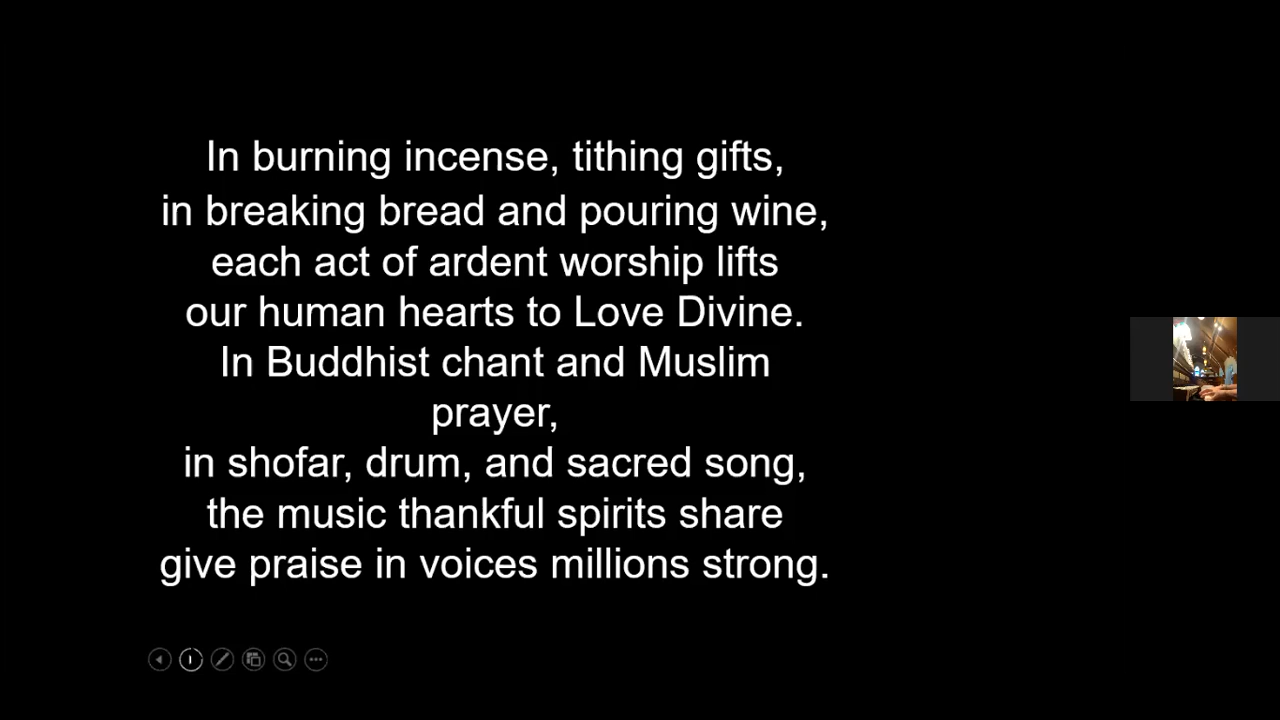 In burning incense, tithing gifts,
in breaking bread and pouring wine,
each act of ardent worship lifts
our human hearts to Love Divine.
In Buddhist chant and Muslim
prayer,
in shofar, drum, and sacred song,
the music thankful spirits share
give praise in voices millions strong.